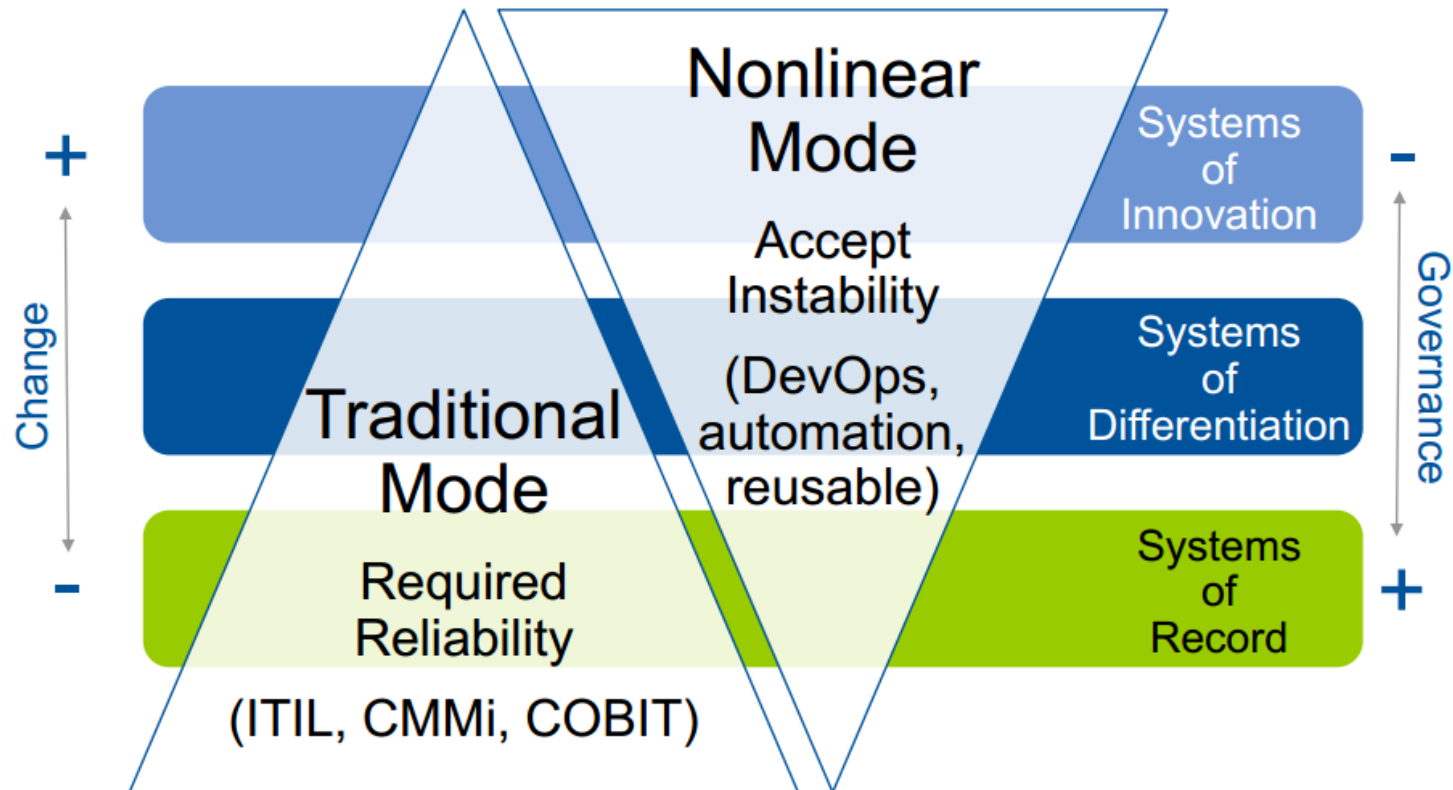 Nonlinear
Mode
Accept
Instability
(DevOps,
automation,
reusable)
Traditional
Mode
Required
Reliability
(ITIL, CMMi, COBIT)
Systems
of
Innovation
Systems
of
Differentiation
Systems
of
Record
+
Change
-
-
Governance
+